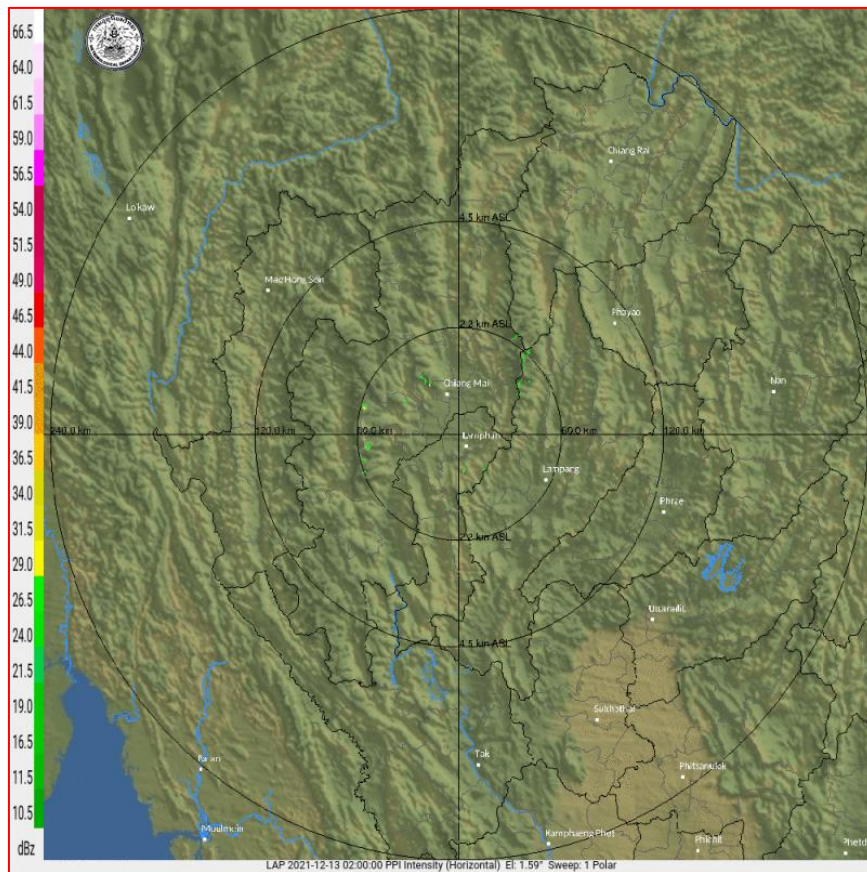 66.5
64.0
61.5
59.0
56.5
54.0
51.5
49.0
46.5
44.0
41.5
39.0
36.5
34.0
31.5
29.0
26.5
24.0
21.5
19.0
16.5
11.5
10.5
dBz
Chiang Rai
Loikaw
4.5 km ASL
Mae Hong Son
Phayao
2.2 km ASL
Chiang Mai
Nan
240.0 km
120.0 km
60.0 km
60.0 km
120.0 km
Lamphun
Lampang
Phrae
2.2 km ASL
Uttaradit
4.5 km ASL
Sukhothai
Tak
Pa-an
Phitsanulok
Moulmein
Kamphaeng Phet
Phichit
Phetch
LAP 2021-12-13 02:00:00 PPI Intensity (Horizontal) El: 1.59° Sweep: 1 Polar